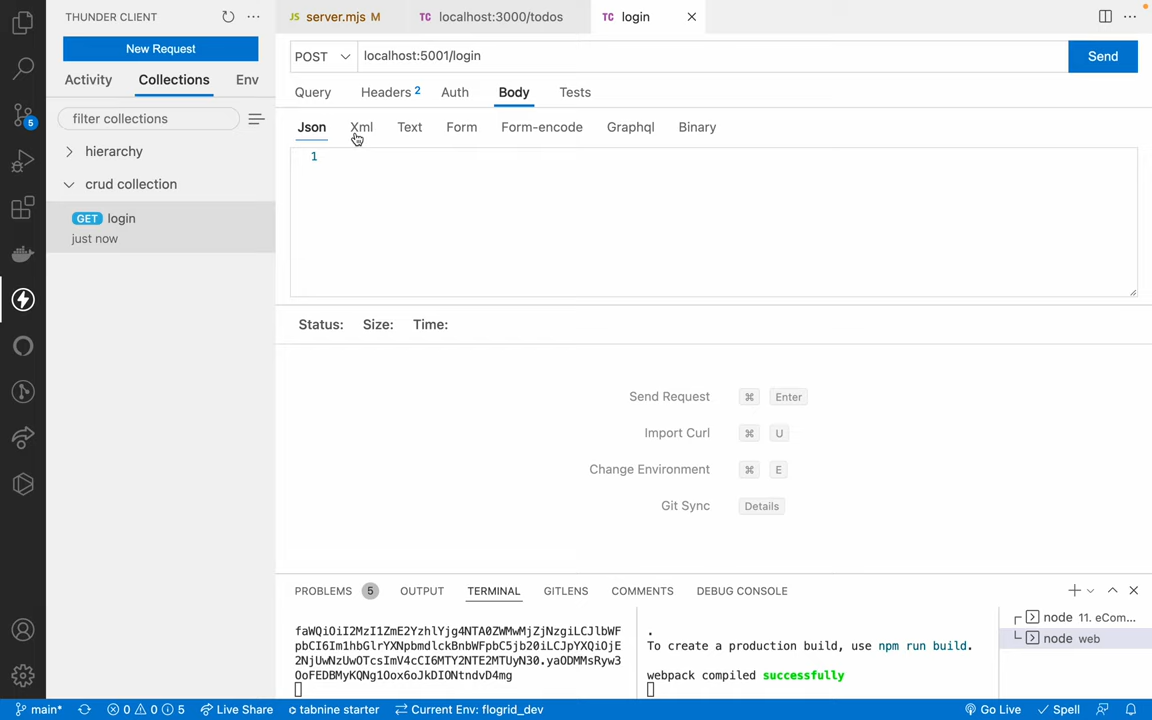 THUNDER CLIENT
New Request
Activity Collections Env
filter collections
hierarchy
crud collection
GET login
just now
5
JS server.mjs M
TC localhost:3000/todos
TC login
POST localhost:5001/login Send
Query Headers 2 Auth Body Tests
Json Xml Text Form Form-encode Graphql Binary
1
Status: Size: Time:
Send Request ⌘ Enter
Import Curl ⌘ U
Change Environment ⌘ E
Git Sync Details
PROBLEMS 5 OUTPUT TERMINAL GITLENS COMMENTS DEBUG CONSOLE
faWQiOiI2MzI1ZmE2YzhlYjg4NTA0ZWMwMjZjNzgiLCJlbWF
pbCI6Im1hbGlrYXNpbmdlckBnbWFpbC5jb20iLCJpYXQiOjE
2NjUwNzUwOTcsImV4cCI6MTY2NTE2MTUyN30.yaODMMsRyw3
OoFEDBMyKQNg1Oox6oJkDIONtndvD4mg
.
To create a production build, use npm run build.
webpack compiled successfully
node 11. eCom...
node web
main* 0 0 5 Live Share tabnine starter Current Env: flogrid_dev Go Live Spell